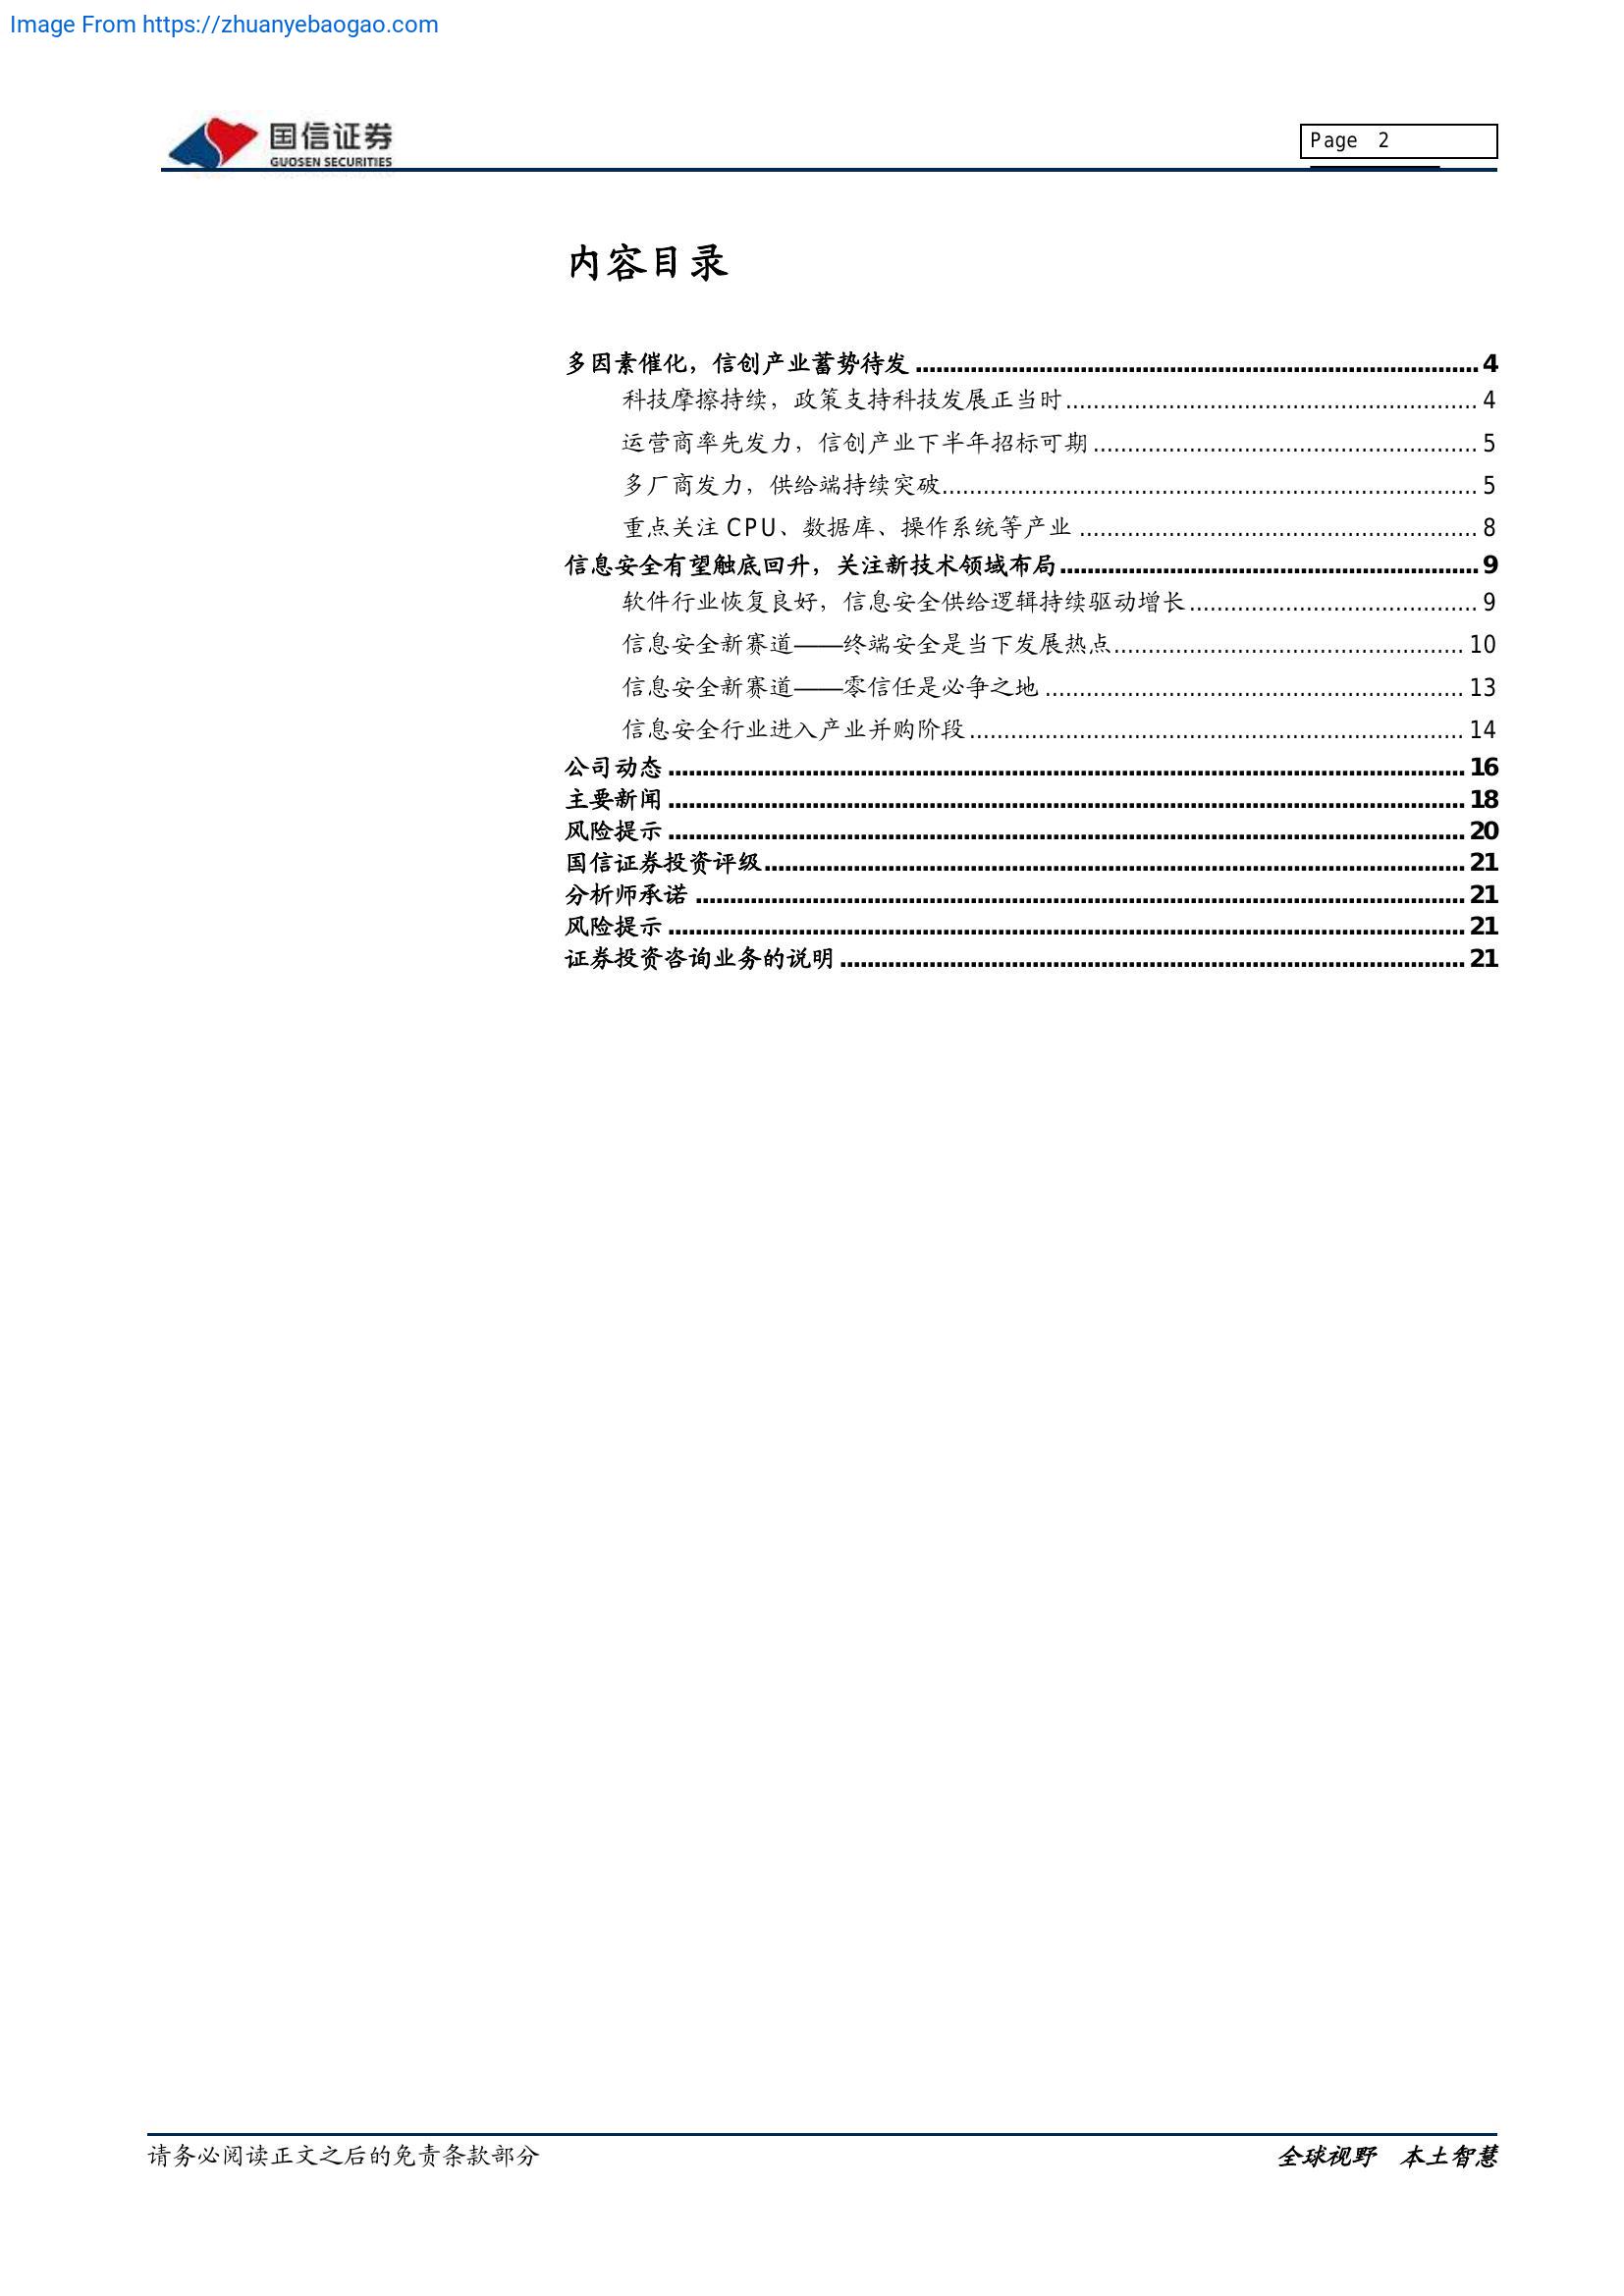 Image From https://zhuanyebaogao.com
国信证券
GUOSEN SECURITIES
Page 2
内容目录
多因素催化，信创产业蓄势待发 ........ 4
科技摩擦持续，政策支持科技发展正当时 ........ 4
运营商率先发力，信创产业下半年招标可期 ........ 5
多厂商发力，供给端持续突破 ........ 5
重点关注 CPU、数据库、操作系统等产业 ........ 8
信息安全有望触底回升，关注新技术领域布局 ........ 9
软件行业恢复良好，信息安全供给逻辑持续驱动增长 ........ 9
信息安全新赛道——终端安全是当下发展热点 ........ 10
信息安全新赛道——零信任是必争之地 ........ 13
信息安全行业进入产业并购阶段 ........ 14
公司动态 ........ 16
主要新闻 ........ 18
风险提示 ........ 20
国信证券投资评级 ........ 21
分析师承诺 ........ 21
风险提示 ........ 21
证券投资咨询业务的说明 ........ 21
请务必阅读正文之后的免责条款部分
全球视野 本土智慧